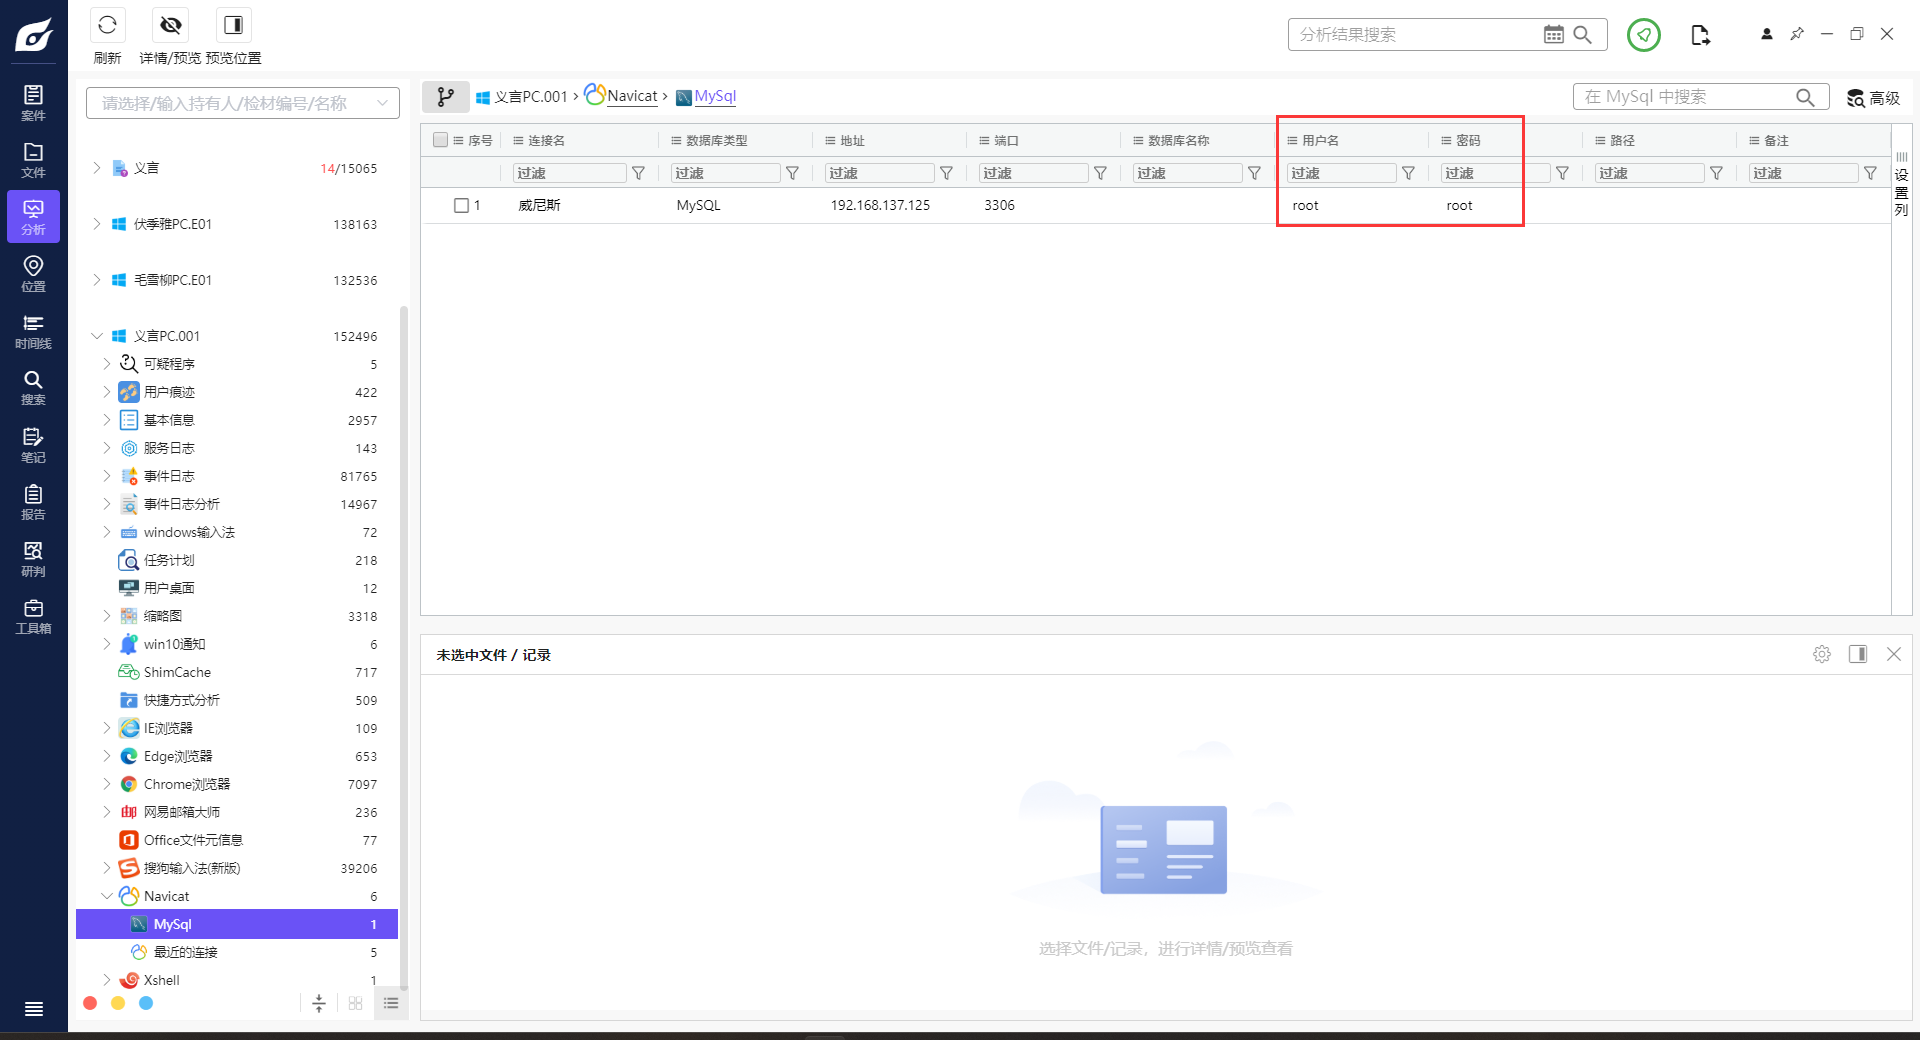 刷新
详情/预览
预览位置
分析结果搜索
案件
文件
分析
位置
时间线
搜索
笔记
报告
研判
工具箱
请选择/输入持有人/检材编号/名称
义言 14/15065
伏季雅PC.E01 138163
毛雪柳PC.E01 132536
义言PC.001 152496
可疑程序 5
用户痕迹 422
基本信息 2957
服务日志 143
事件日志 81765
事件日志分析 14967
windows输入法 72
任务计划 218
用户桌面 12
缩略图 3318
win10通知 6
ShimCache 717
快捷方式分析 509
IE浏览器 109
Edge浏览器 653
Chrome浏览器 7097
网易邮箱大师 236
Office文件元信息 77
搜狗输入法(新版) 39206
Navicat 6
MySql 1
最近的连接 5
Xshell 1
义言PC.001 > Navicat > MySql
在 MySql 中搜索
高级
序号 连接名 数据库类型 地址 端口 数据库名称 用户名 密码 路径 备注
过滤 过滤 过滤 过滤 过滤 过滤 过滤 过滤 过滤
1 威尼斯 MySQL 192.168.137.125 3306 root root
设置列
未选中文件 / 记录
选择文件/记录，进行详情/预览查看